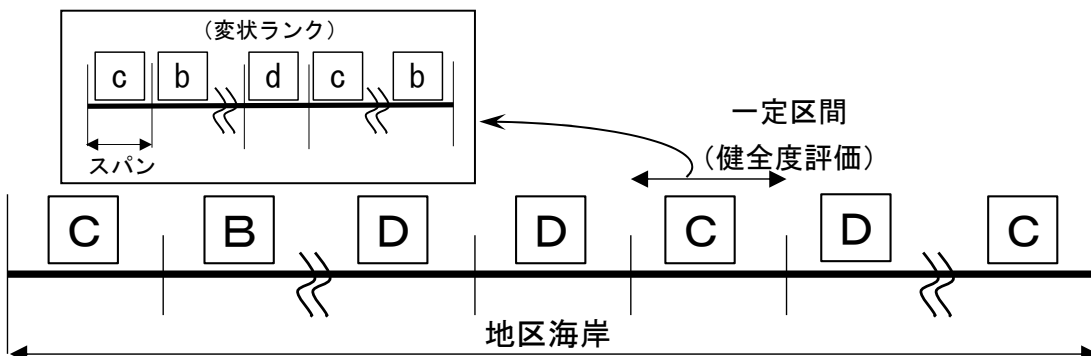 (変状ランク)
c b d c b
スパン
一定区間
(健全度評価)
C B D D C D C
地区海岸